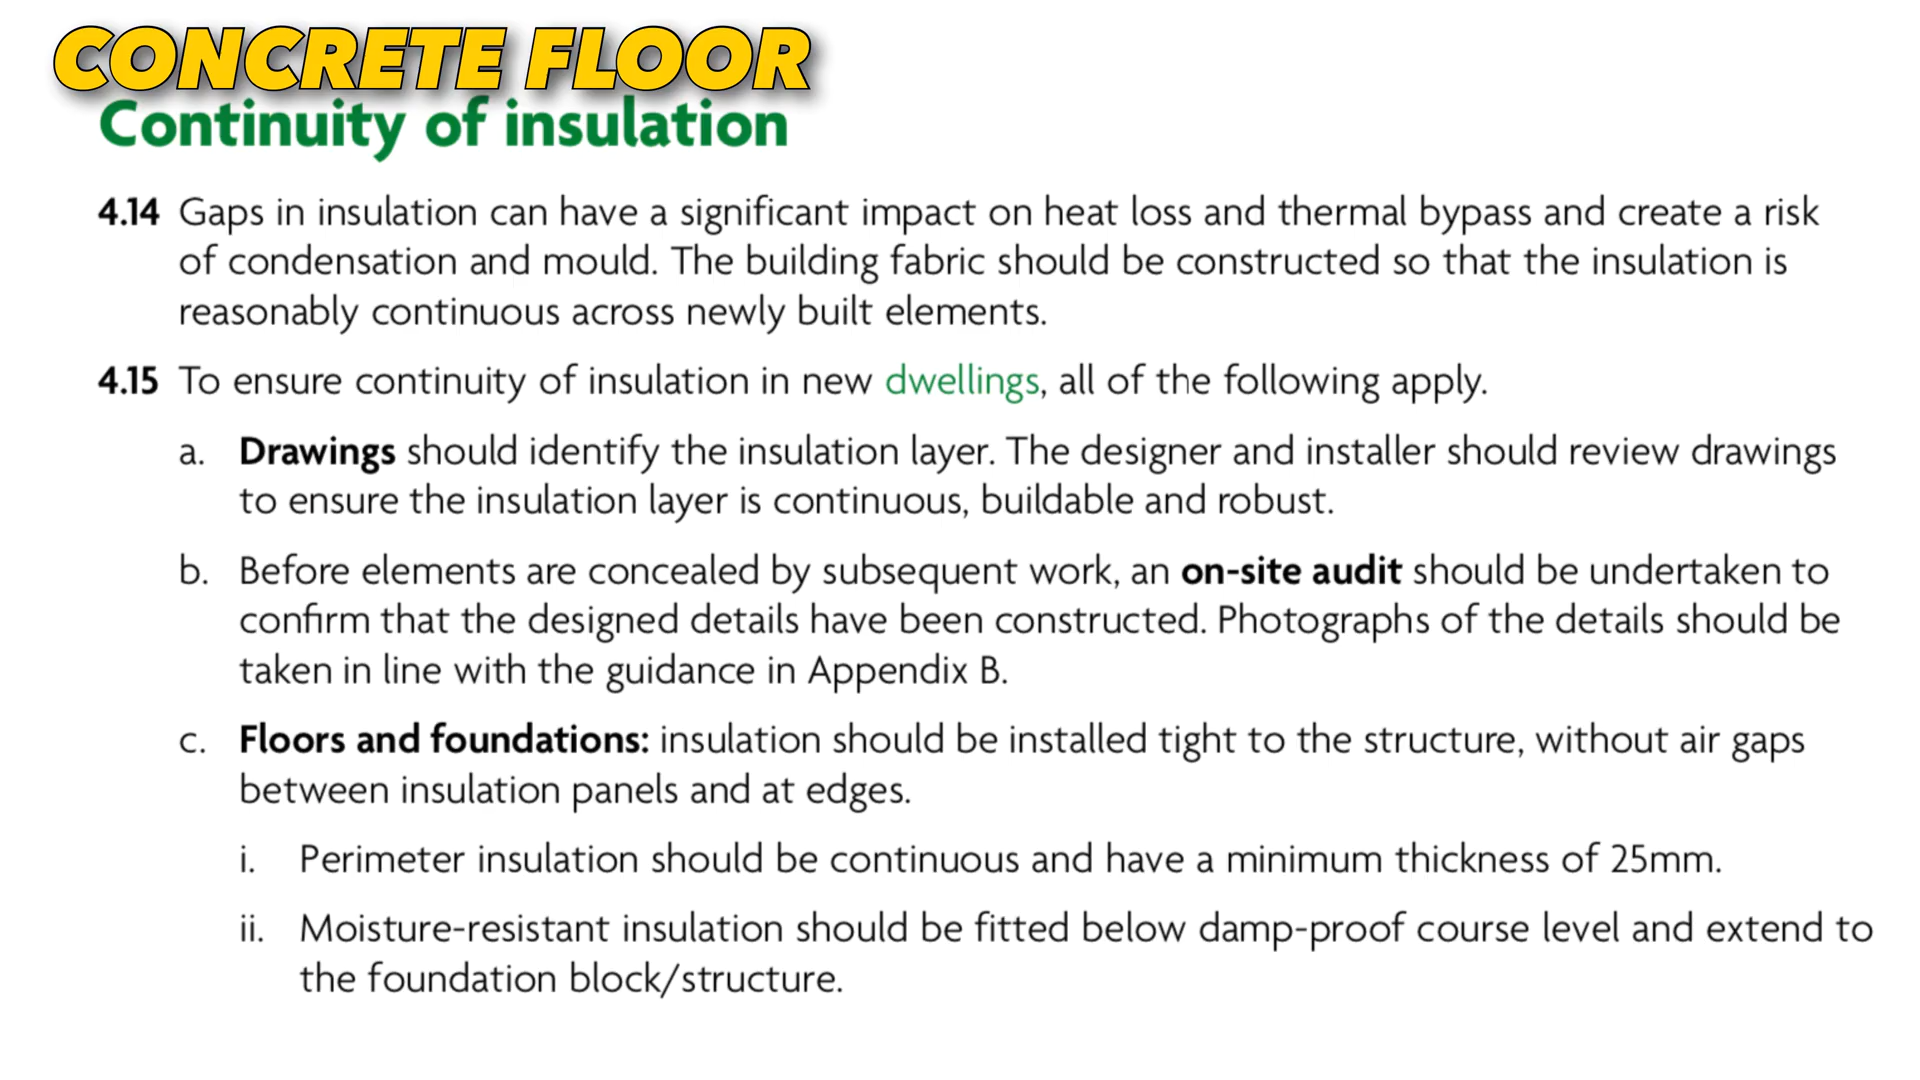 CONCRETE FLOOR
Continuity of insulation
4.14 Gaps in insulation can have a significant impact on heat loss and thermal bypass and create a risk
of condensation and mould. The building fabric should be constructed so that the insulation is
reasonably continuous across newly built elements.
4.15 To ensure continuity of insulation in new dwellings, all of the following apply.
a. Drawings should identify the insulation layer. The designer and installer should review drawings
to ensure the insulation layer is continuous, buildable and robust.
b. Before elements are concealed by subsequent work, an on-site audit should be undertaken to
confirm that the designed details have been constructed. Photographs of the details should be
taken in line with the guidance in Appendix B.
c. Floors and foundations: insulation should be installed tight to the structure, without air gaps
between insulation panels and at edges.
i. Perimeter insulation should be continuous and have a minimum thickness of 25mm.
ii. Moisture-resistant insulation should be fitted below damp-proof course level and extend to
the foundation block/structure.